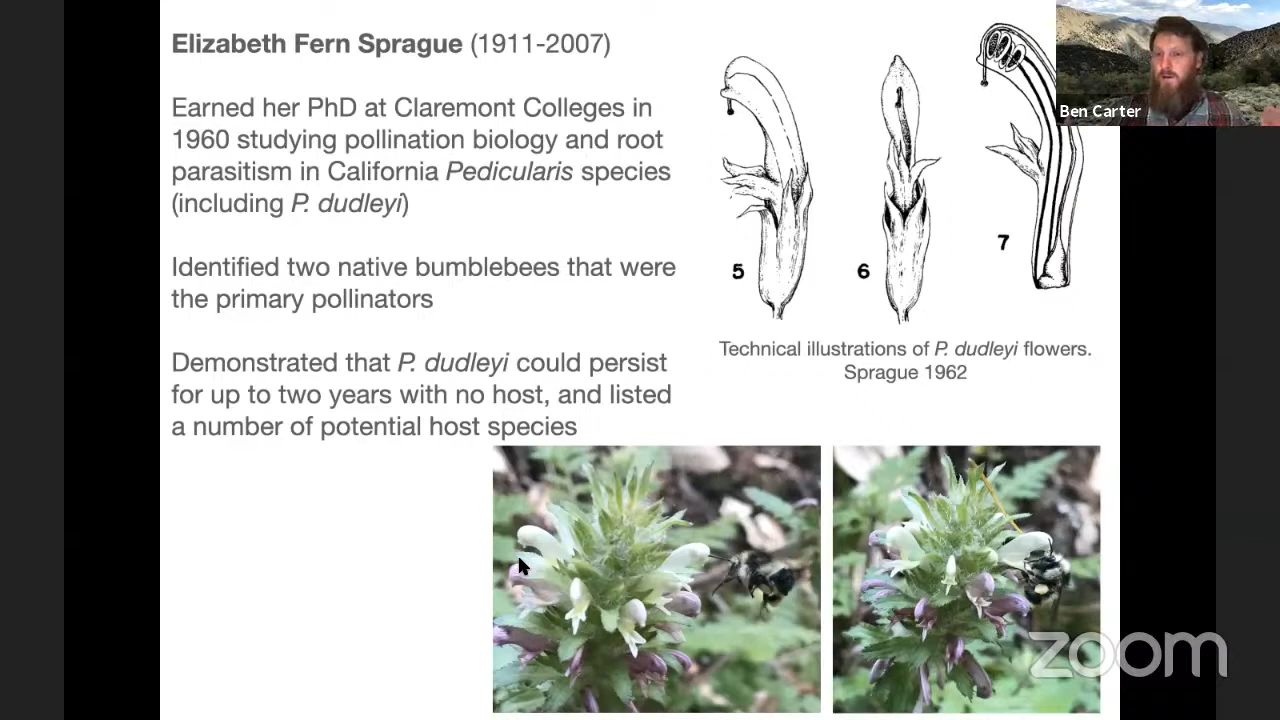 Elizabeth Fern Sprague (1911-2007)
Earned her PhD at Claremont Colleges in
1960 studying pollination biology and root
parasitism in California Pedicularis species
(including P. dudleyi)
Identified two native bumblebees that were
the primary pollinators
Demonstrated that P. dudleyi could persist
for up to two years with no host, and listed
a number of potential host species
5
6
7
Technical illustrations of P. dudleyi flowers.
Sprague 1962
Ben Carter
zoom